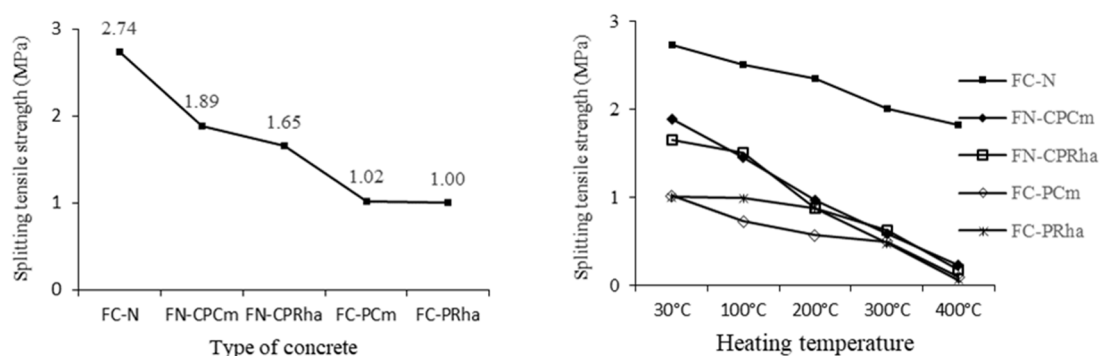 Splitting tensile strength (MPa)
3
2
1
0
2.74
1.89
1.65
1.02
1.00
FC-N
FN-CPCm
FN-CPRha
FC-PCm
FC-PRha
Type of concrete
Splitting tensile strength (MPa)
3
2
1
0
30°C
100°C
200°C
300°C
400°C
Heating temperature
FC-N
FN-CPCm
FN-CPRha
FC-PCm
FC-PRha